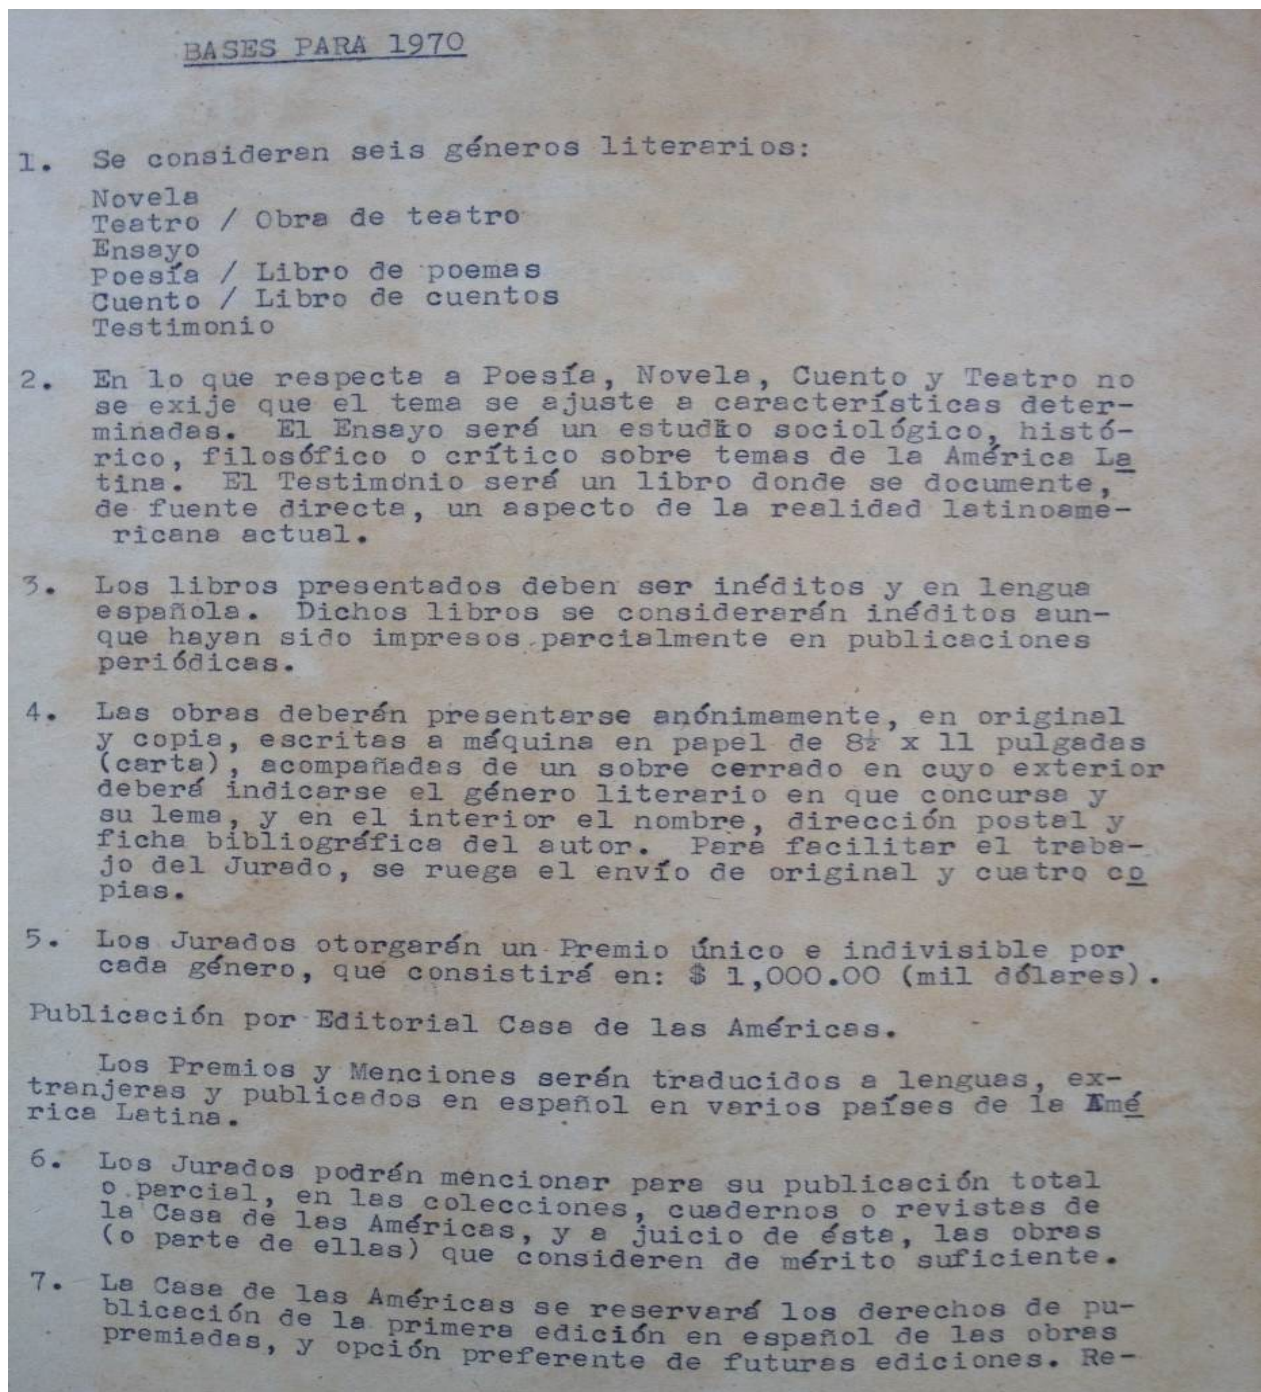 BASES PARA 1970
1. Se consideran seis géneros literarios:
Novela
Teatro / Obra de teatro
Ensayo
Poesía / Libro de poemas
Cuento / Libro de cuentos
Testimonio
2. En lo que respecta a Poesía, Novela, Cuento y Teatro no
se exije que el tema se ajuste a características deter-
minadas. El Ensayo será un estudio sociológico, histó-
rico, filosófico o crítico sobre temas de la América La
tina. El Testimonio será un libro donde se documente,
de fuente directa, un aspecto de la realidad latinoame-
ricana actual.
3. Los libros presentados deben ser inéditos y en lengua
española. Dichos libros se considerarán inéditos aun-
que hayan sido impresos parcialmente en publicaciones
periódicas.
4. Las obras deberán presentarse anónimamente, en original
y copia, escritas a máquina en papel de 8½ x 11 pulgadas
(carta), acompañadas de un sobre cerrado en cuyo exterior
deberá indicarse el género literario en que concursa y
su lema, y en el interior el nombre, dirección postal y
ficha bibliográfica del autor. Para facilitar el traba-
jo del Jurado, se ruega el envío de original y cuatro co
pias.
5. Los Jurados otorgarán un Premio único e indivisible por
cada género, que consistirá en: $ 1,000.00 (mil dólares).
Publicación por Editorial Casa de las Américas.
Los Premios y Menciones serán traducidos a lenguas, ex-
tranjeras y publicados en español en varios países de la Amé
rica Latina.
6. Los Jurados podrán mencionar para su publicación total
o parcial, en las colecciones, cuadernos o revistas de
la Casa de las Américas, y a juicio de ésta, las obras
(o parte de ellas) que consideren de mérito suficiente.
7. La Casa de las Américas se reservará los derechos de pu-
blicación de la primera edición en español de las obras
premiadas, y opción preferente de futuras ediciones. Re-